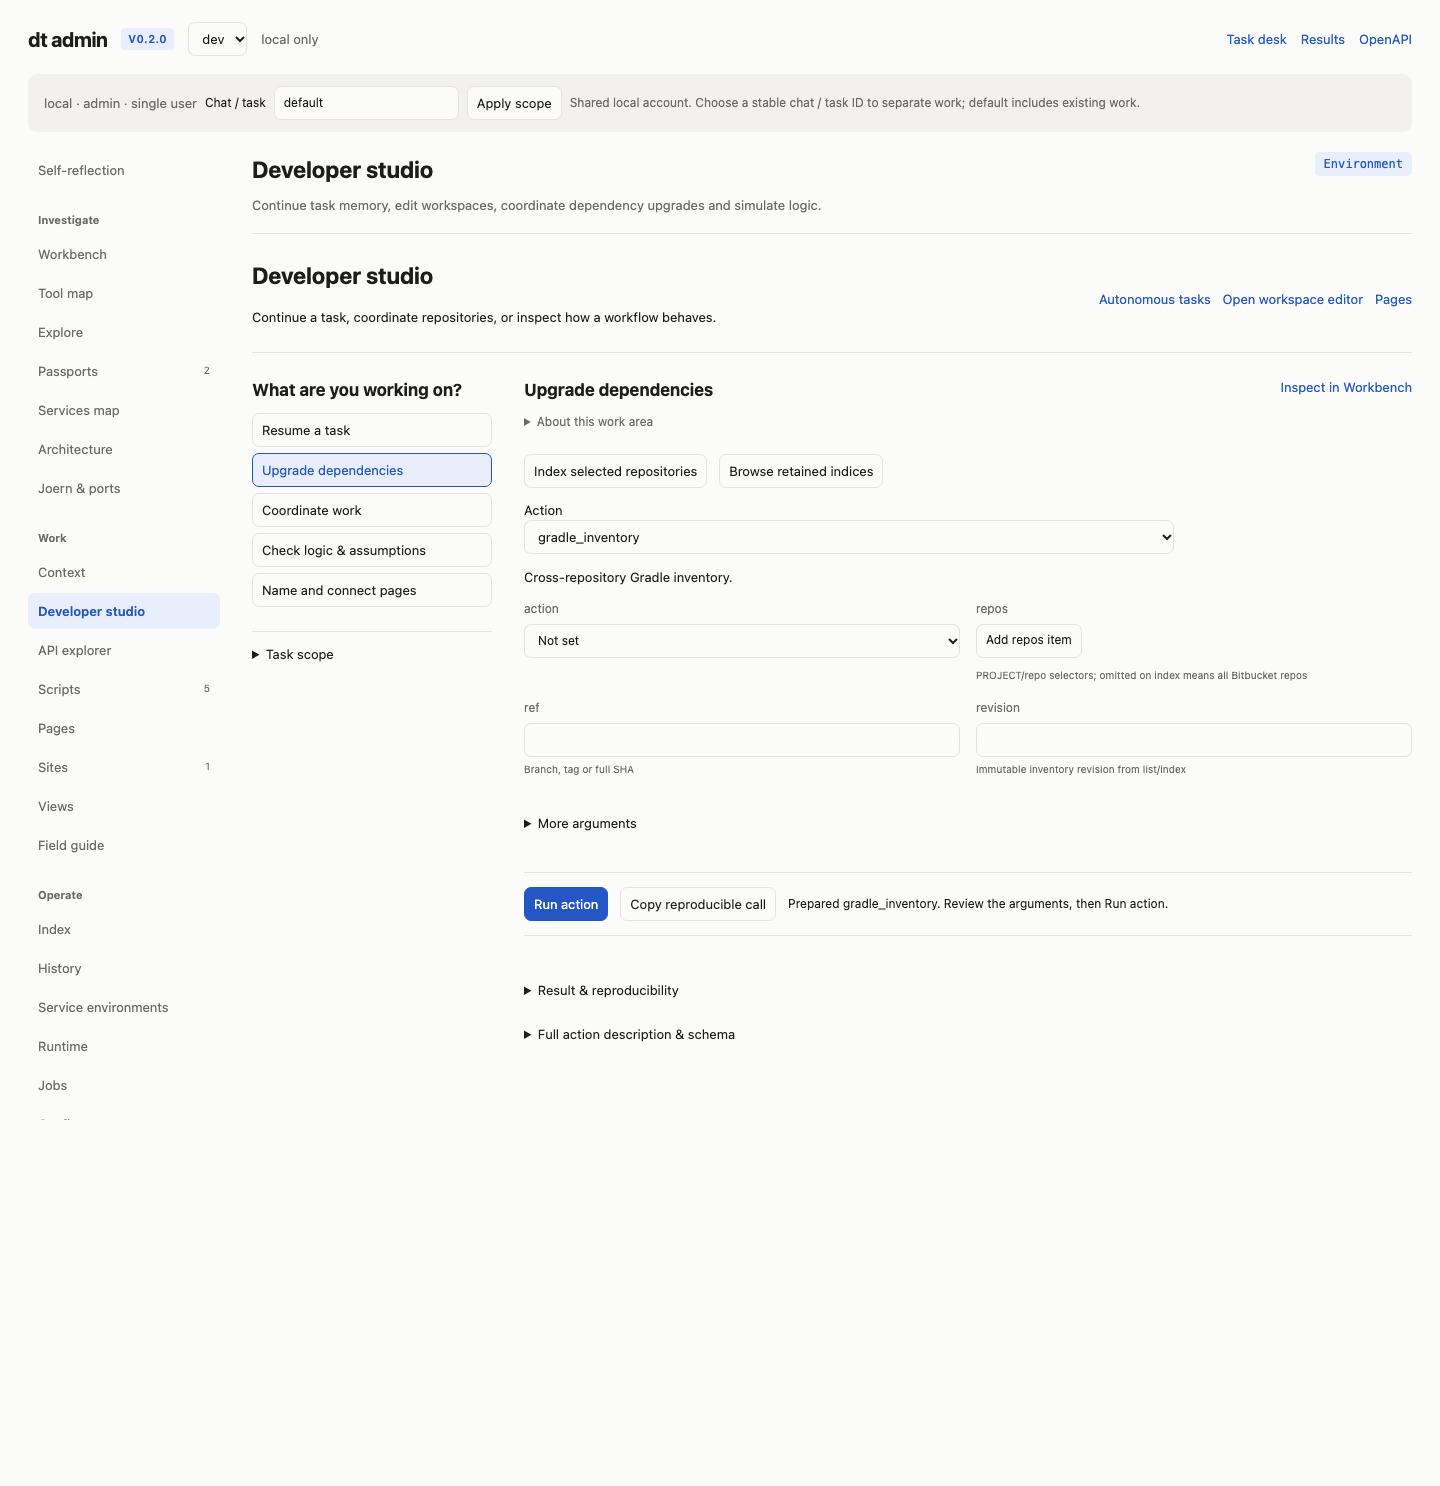 dt admin V0.2.0 dev local only Task desk Results OpenAPI
local · admin · single user Chat / task default Apply scope Shared local account. Choose a stable chat / task ID to separate work; default includes existing work.
Self-reflection
Investigate
Workbench
Tool map
Explore
Passports 2
Services map
Architecture
Joern & ports
Work
Context
Developer studio
API explorer
Scripts 5
Pages
Sites 1
Views
Field guide
Operate
Index
History
Service environments
Runtime
Jobs
Developer studio Environment
Continue task memory, edit workspaces, coordinate dependency upgrades and simulate logic.
Developer studio
Autonomous tasks Open workspace editor Pages
Continue a task, coordinate repositories, or inspect how a workflow behaves.
What are you working on?
Resume a task
Upgrade dependencies
Coordinate work
Check logic & assumptions
Name and connect pages
Task scope
Upgrade dependencies Inspect in Workbench
About this work area
Index selected repositories Browse retained indices
Action
gradle_inventory
Cross-repository Gradle inventory.
action repos
Not set Add repos item
PROJECT/repo selectors; omitted on index means all Bitbucket repos
ref revision
Branch, tag or full SHA Immutable inventory revision from list/index
More arguments
Run action Copy reproducible call Prepared gradle_inventory. Review the arguments, then Run action.
Result & reproducibility
Full action description & schema